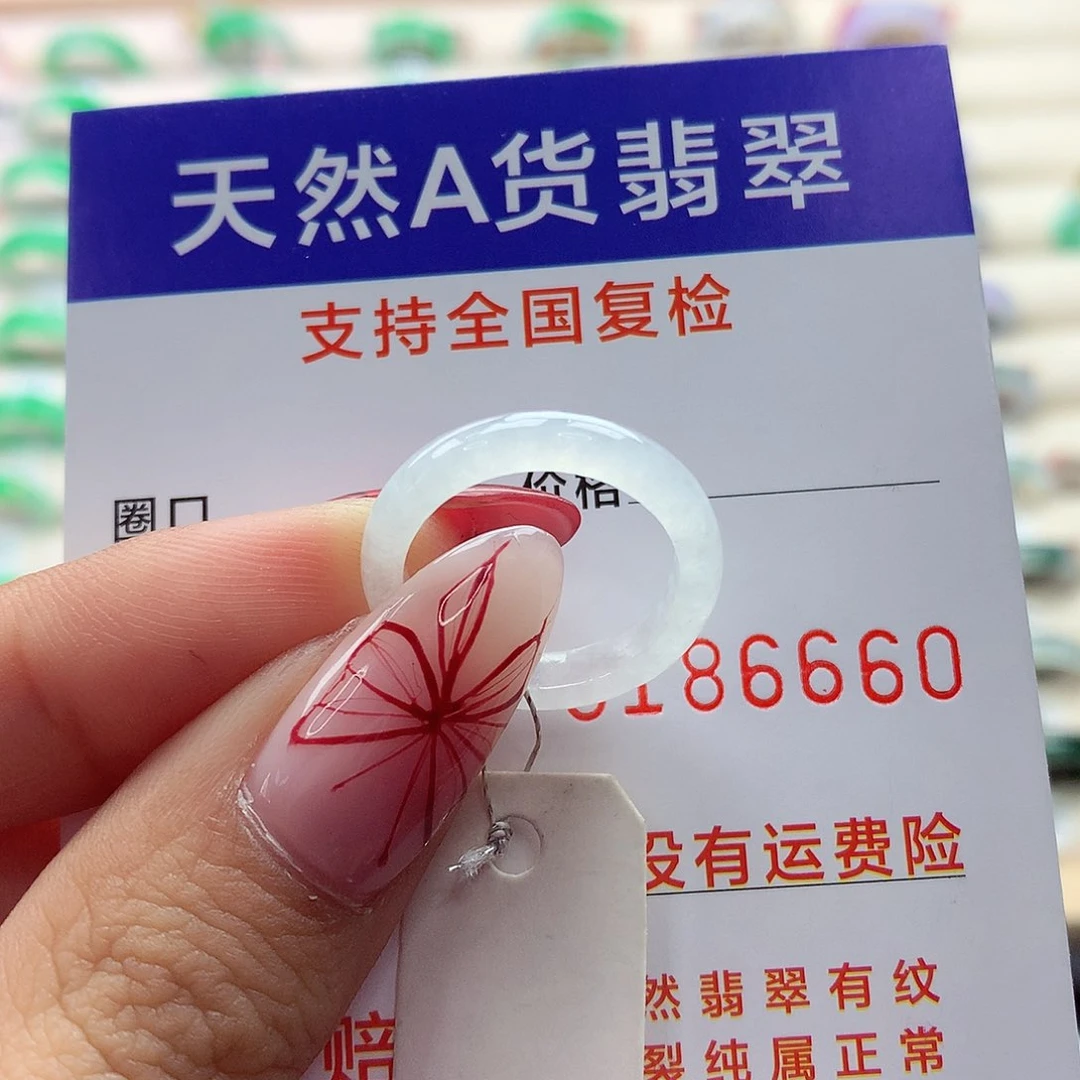 天然A货翡翠
支持全国复检
圈口 价格
186660
没有运费险
然翡翠有纹
赔 裂纯属正常